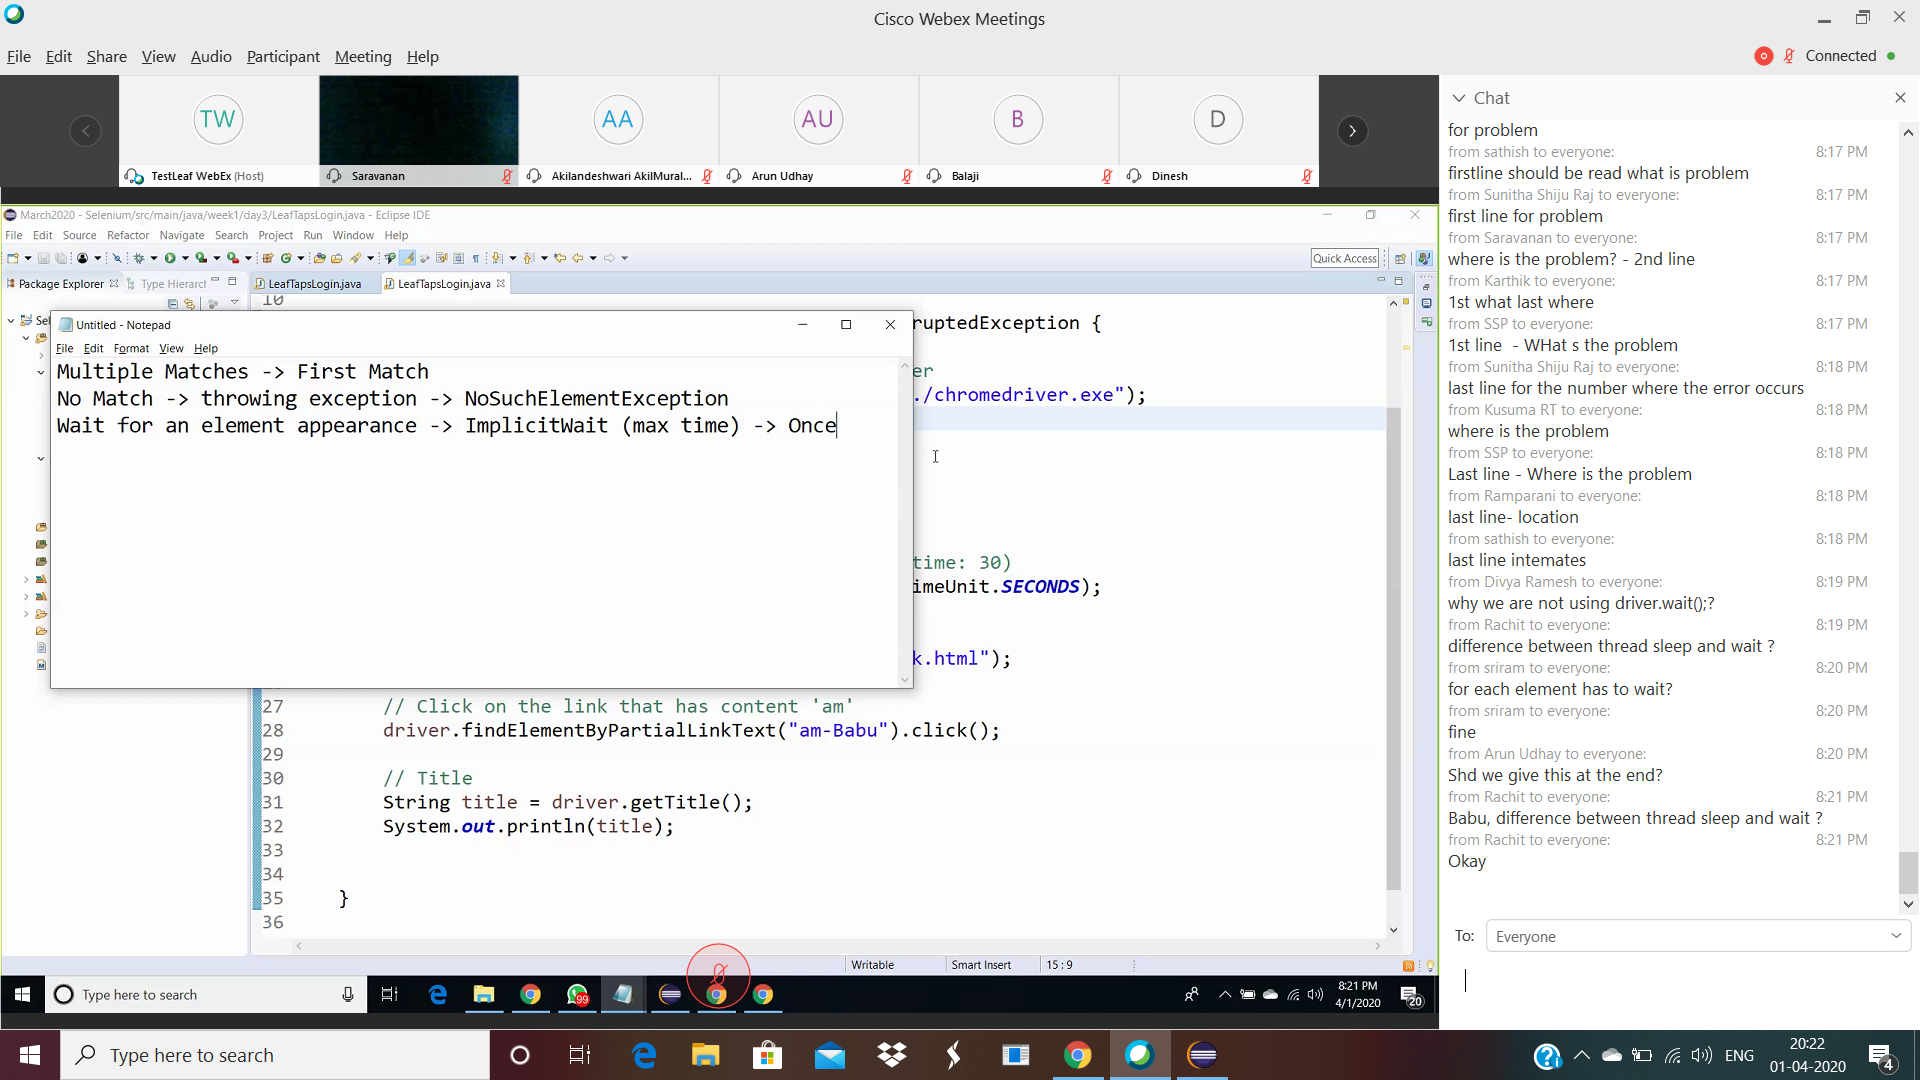 Cisco Webex Meetings
File Edit Share View Audio Participant Meeting Help
Connected
TW
AA
AU
B
D
TestLeaf WebEx (Host)
Saravanan
Akilandeshwari AkilMural...
Arun Udhay
Balaji
Dinesh
March2020 - Selenium/src/main/java/week1/day3/LeafTapsLogin.java - Eclipse IDE
File Edit Source Refactor Navigate Search Project Run Window Help
Quick Access
Package Explorer
Type Hierarch
LeafTapsLogin.java
LeafTapsLogin.java
10
Sel
ruptedException {
Untitled - Notepad
File Edit Format View Help
Multiple Matches -> First Match
No Match -> throwing exception -> NoSuchElementException
Wait for an element appearance -> ImplicitWait (max time) -> Once
er
./chromedriver.exe");
time: 30)
imeUnit.SECONDS);
k.html");
27 // Click on the link that has content 'am'
28 driver.findElementByPartialLinkText("am-Babu").click();
29
30 // Title
31 String title = driver.getTitle();
32 System.out.println(title);
33
34
35 }
36
Writable
Smart Insert
15 : 9
Type here to search
99
8:21 PM
4/1/2020
20
Chat
for problem
from sathish to everyone: 8:17 PM
firstline should be read what is problem
from Sunitha Shiju Raj to everyone: 8:17 PM
first line for problem
from Saravanan to everyone: 8:17 PM
where is the problem? - 2nd line
from Karthik to everyone: 8:17 PM
1st what last where
from SSP to everyone: 8:17 PM
1st line - WHat s the problem
from Sunitha Shiju Raj to everyone: 8:18 PM
last line for the number where the error occurs
from Kusuma RT to everyone: 8:18 PM
where is the problem
from SSP to everyone: 8:18 PM
Last line - Where is the problem
from Ramparani to everyone: 8:18 PM
last line- location
from sathish to everyone: 8:18 PM
last line intemates
from Divya Ramesh to everyone: 8:19 PM
why we are not using driver.wait();?
from Rachit to everyone: 8:19 PM
difference between thread sleep and wait ?
from sriram to everyone: 8:20 PM
for each element has to wait?
from sriram to everyone: 8:20 PM
fine
from Arun Udhay to everyone: 8:20 PM
Shd we give this at the end?
from Rachit to everyone: 8:21 PM
Babu, difference between thread sleep and wait ?
from Rachit to everyone: 8:21 PM
Okay
To: Everyone
Type here to search
ENG
20:22
01-04-2020
4